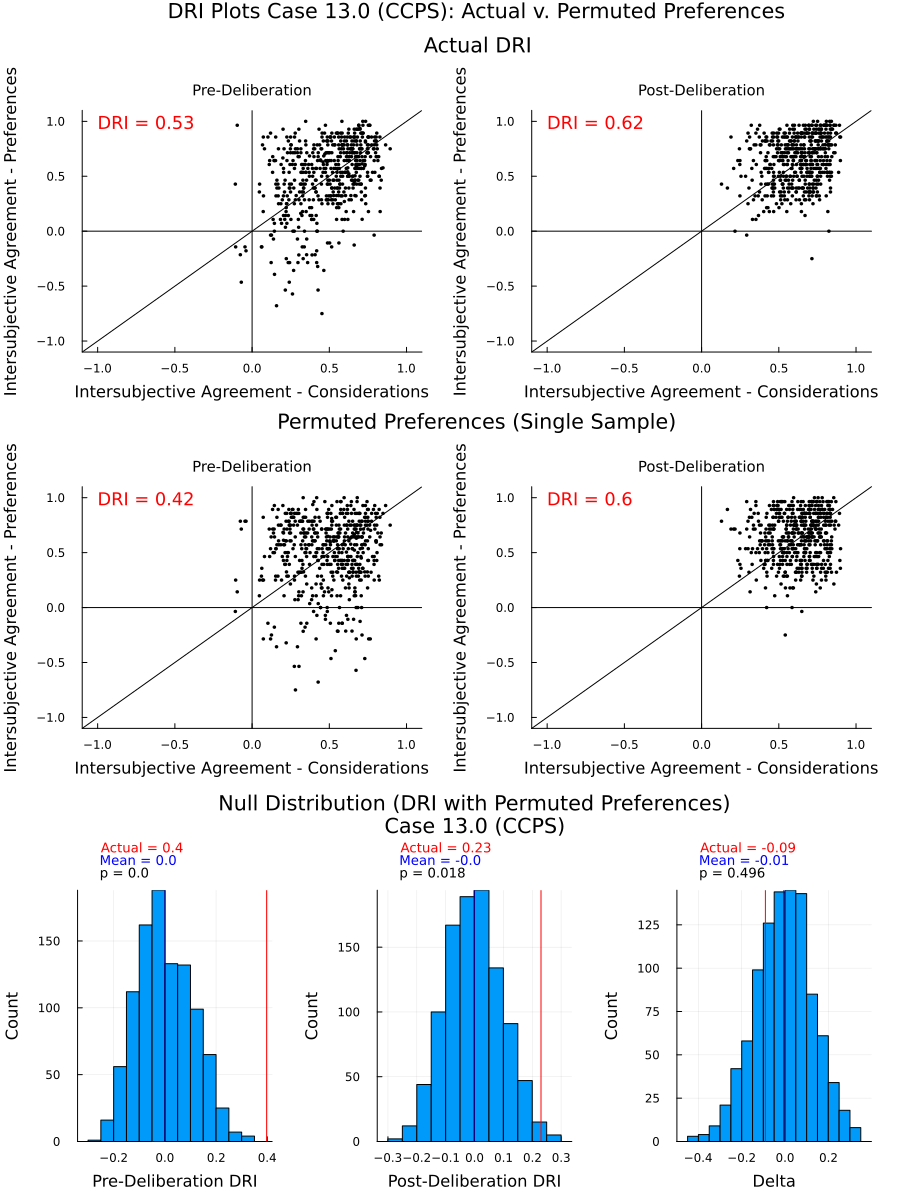 DRI Plots Case 13.0 (CCPS): Actual v. Permuted Preferences
Actual DRI
Pre-Deliberation
DRI = 0.53
Intersubjective Agreement - Preferences
1.0
0.5
0.0
−0.5
−1.0
−1.0 −0.5 0.0 0.5 1.0
Intersubjective Agreement - Considerations
Post-Deliberation
DRI = 0.62
Intersubjective Agreement - Preferences
1.0
0.5
0.0
−0.5
−1.0
−1.0 −0.5 0.0 0.5 1.0
Intersubjective Agreement - Considerations
Permuted Preferences (Single Sample)
Pre-Deliberation
DRI = 0.42
Intersubjective Agreement - Preferences
1.0
0.5
0.0
−0.5
−1.0
−1.0 −0.5 0.0 0.5 1.0
Intersubjective Agreement - Considerations
Post-Deliberation
DRI = 0.6
Intersubjective Agreement - Preferences
1.0
0.5
0.0
−0.5
−1.0
−1.0 −0.5 0.0 0.5 1.0
Intersubjective Agreement - Considerations
Null Distribution (DRI with Permuted Preferences)
Case 13.0 (CCPS)
Actual = 0.4
Mean = 0.0
p = 0.0
Count
150
100
50
0
−0.2 0.0 0.2 0.4
Pre-Deliberation DRI
Actual = 0.23
Mean = -0.0
p = 0.018
Count
150
100
50
0
−0.3 −0.2 −0.1 0.0 0.1 0.2 0.3
Post-Deliberation DRI
Actual = -0.09
Mean = -0.01
p = 0.496
Count
125
100
75
50
25
0
−0.4 −0.2 0.0 0.2
Delta